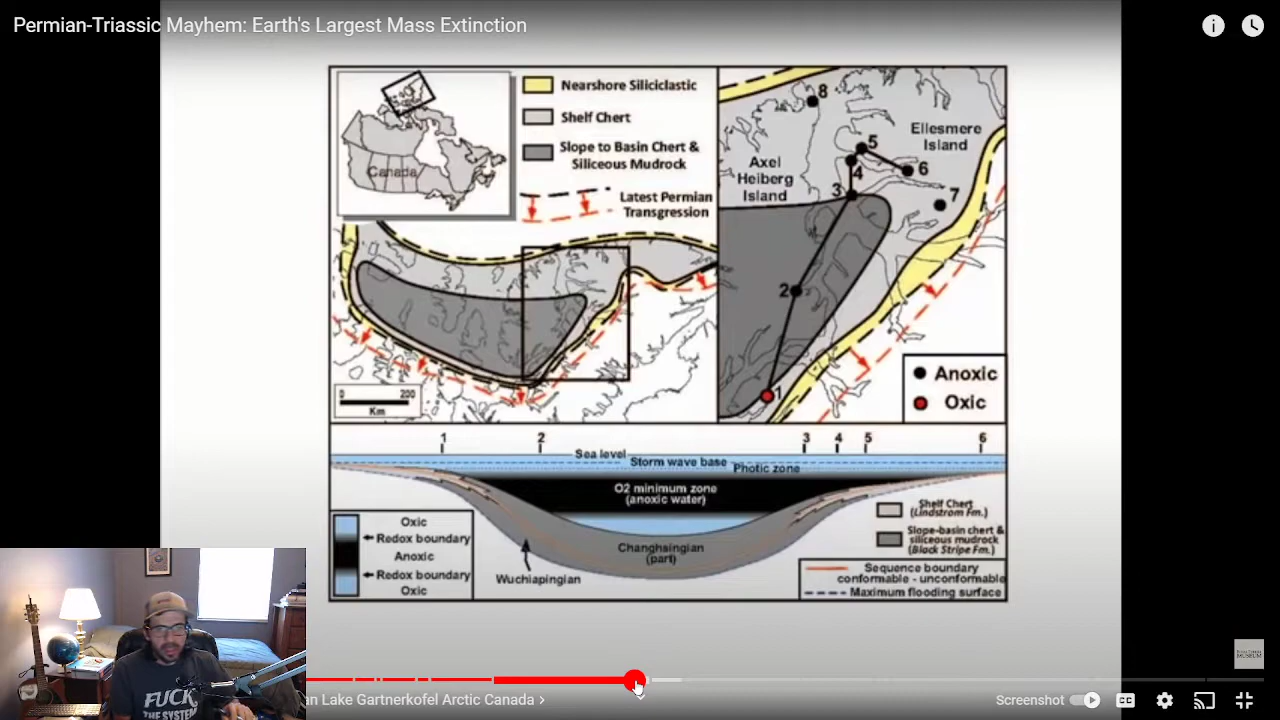 Permian-Triassic Mayhem: Earth's Largest Mass Extinction
Canada
Nearshore Siliciclastic
Shelf Chert
Slope to Basin Chert &
Siliceous Mudrock
Latest Permian
Transgression
0 200
Km
8
Ellesmere
Island
Axel
Heiberg
Island
5
4
6
3
7
2
1
Anoxic
Oxic
1
2
3
4
5
6
Sea level
Storm wave base
Photic zone
O2 minimum zone
(anoxic water)
Changhsingian
(part)
Wuchiapingian
Oxic
Redox boundary
Anoxic
Redox boundary
Oxic
Shelf Chert
(Lindstrom Fm.)
Slope-basin chert &
siliceous mudrock
(Black Stripe Fm.)
Sequence boundary
conformable - unconformable
Maximum flooding surface
FUCK
THE SYSTEM
an Lake Gartnerkofel Arctic Canada
Screenshot
CC
MUSEUM